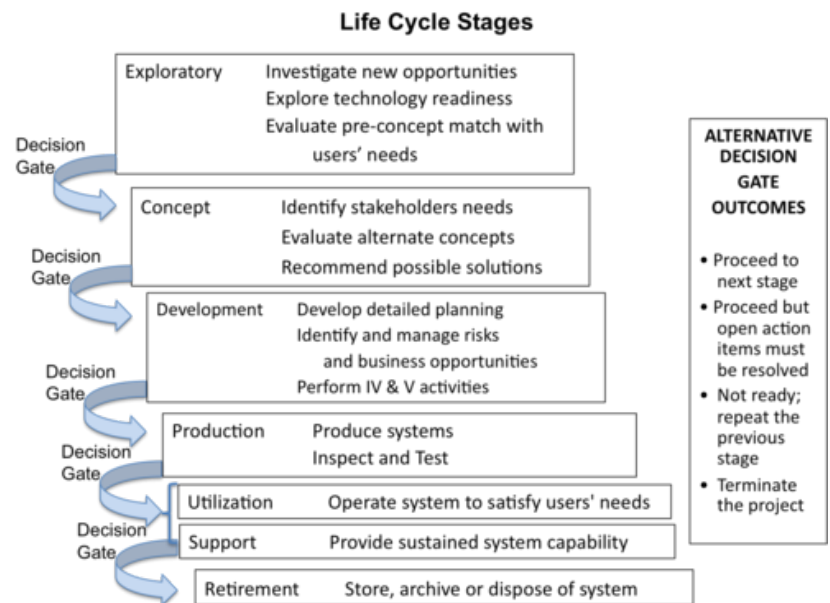 Life Cycle Stages
Exploratory Investigate new opportunities
Explore technology readiness
Evaluate pre-concept match with
users' needs
Decision
Gate
Concept Identify stakeholders needs
Evaluate alternate concepts
Recommend possible solutions
Decision
Gate
Development Develop detailed planning
Identify and manage risks
and business opportunities
Perform IV & V activities
Decision
Gate
Production Produce systems
Inspect and Test
Decision
Gate
Utilization Operate system to satisfy users' needs
Support Provide sustained system capability
Decision
Gate
Retirement Store, archive or dispose of system
ALTERNATIVE
DECISION
GATE
OUTCOMES
• Proceed to
next stage
• Proceed but
open action
items must
be resolved
• Not ready;
repeat the
previous
stage
• Terminate
the project